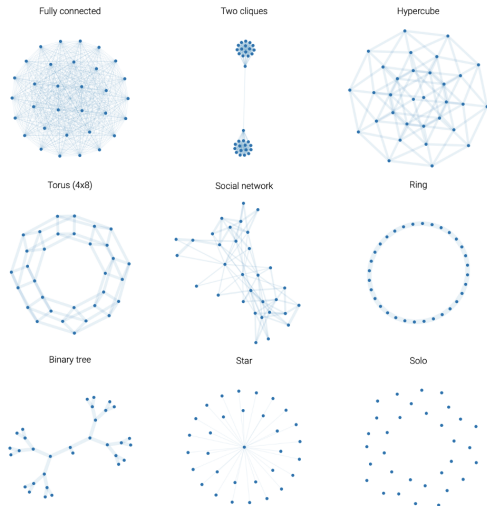 Fully connected
Two cliques
Hypercube
Torus (4x8)
Social network
Ring
Binary tree
Star
Solo